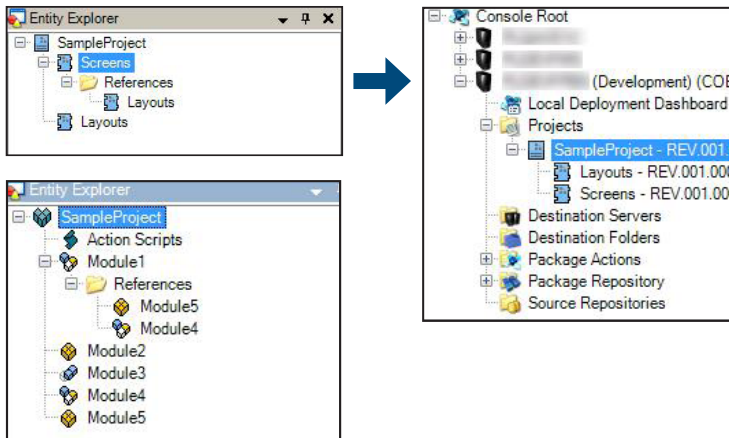 Entity Explorer
SampleProject
Screens
References
Layouts
Layouts
Entity Explorer
SampleProject
Action Scripts
Module1
References
Module5
Module4
Module2
Module3
Module4
Module5
Console Root
(Development) (COE
Local Deployment Dashboard
Projects
SampleProject - REV.001.
Layouts - REV.001.000
Screens - REV.001.00
Destination Servers
Destination Folders
Package Actions
Package Repository
Source Repositories